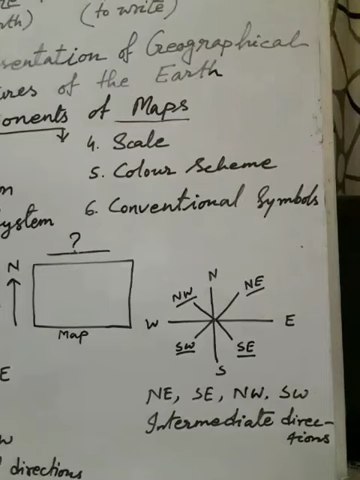 (to write)
sentation of Geographical
ures of the Earth
onents of Maps
4. Scale
5. Colour Scheme
6. Conventional Symbols
ystem
?
N
Map
N
NE
E
SE
S
SW
W
NW
E
NE, SE, NW, SW
Intermediate direc-
tions
directions